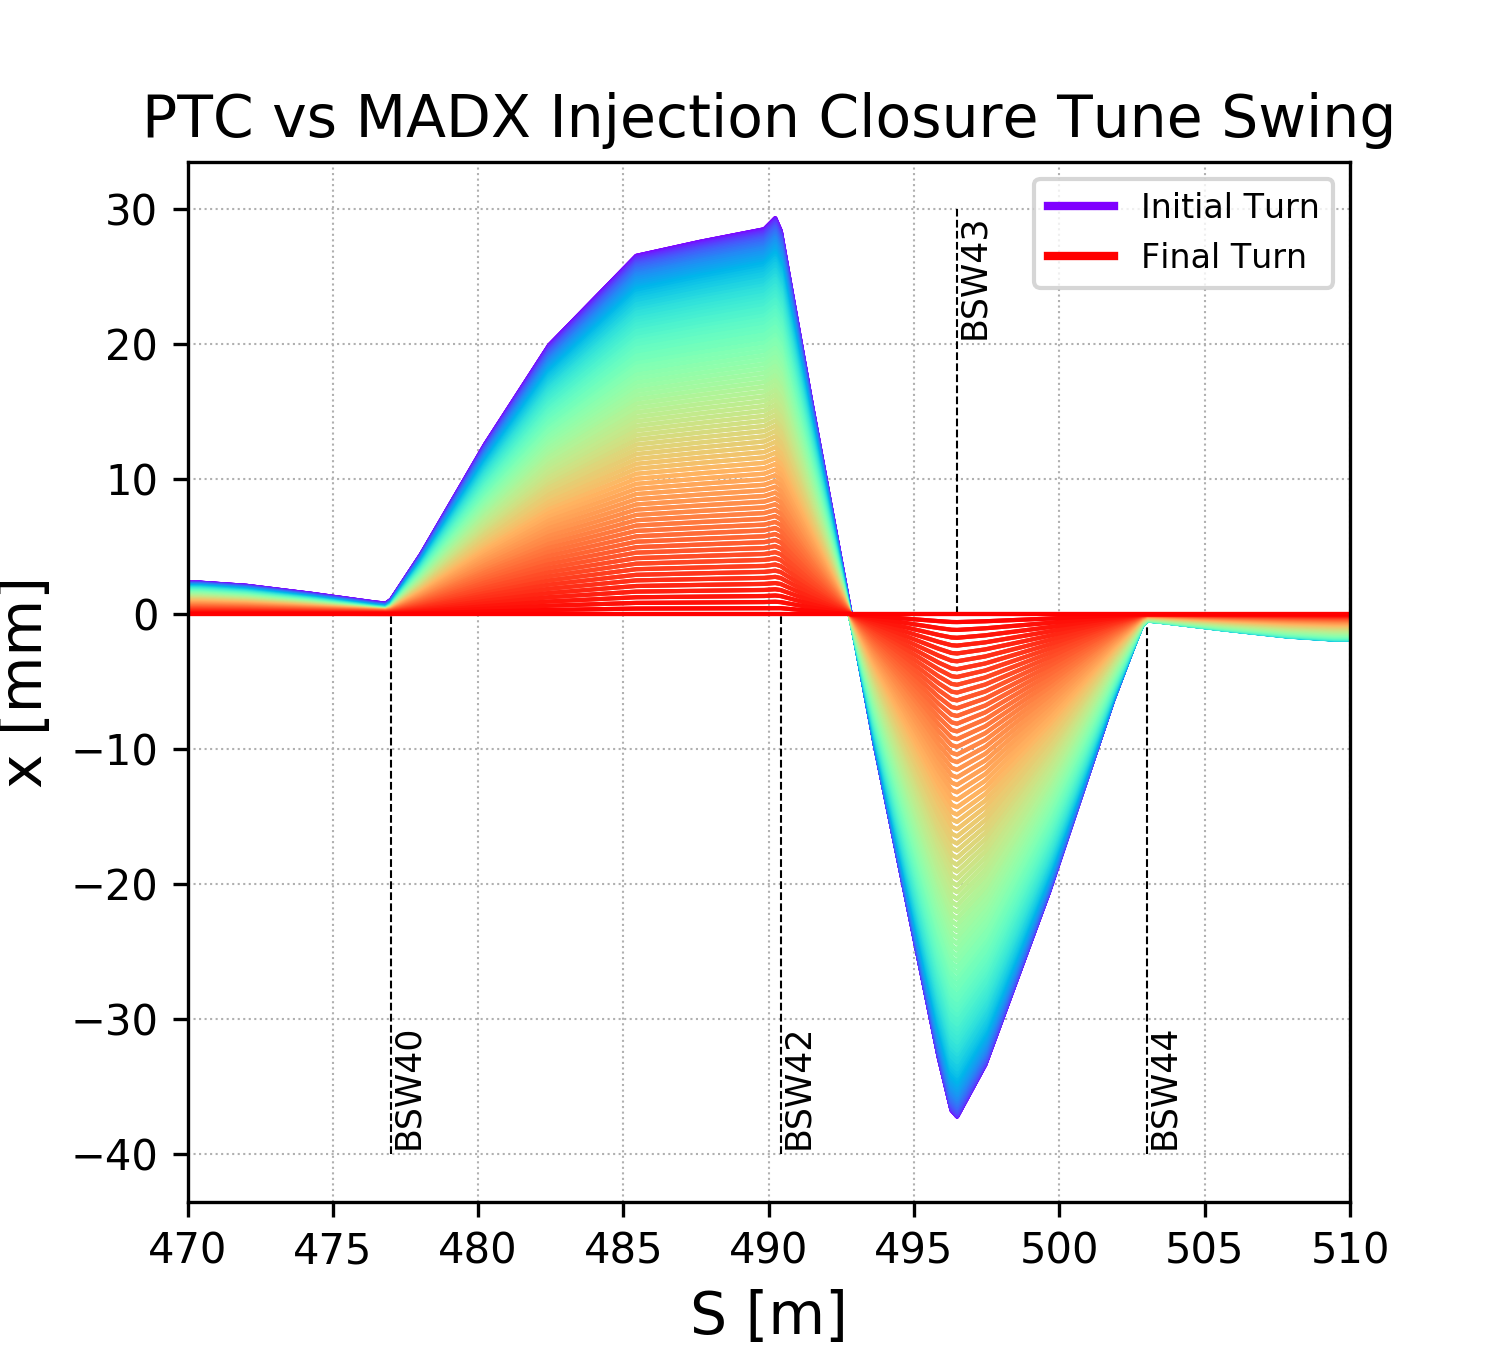 PTC vs MADX Injection Closure Tune Swing
Initial Turn
Final Turn
30
20
10
0
−10
−20
−30
−40
x [mm]
BSW43
BSW40
BSW42
BSW44
470 475 480 485 490 495 500 505 510
S [m]